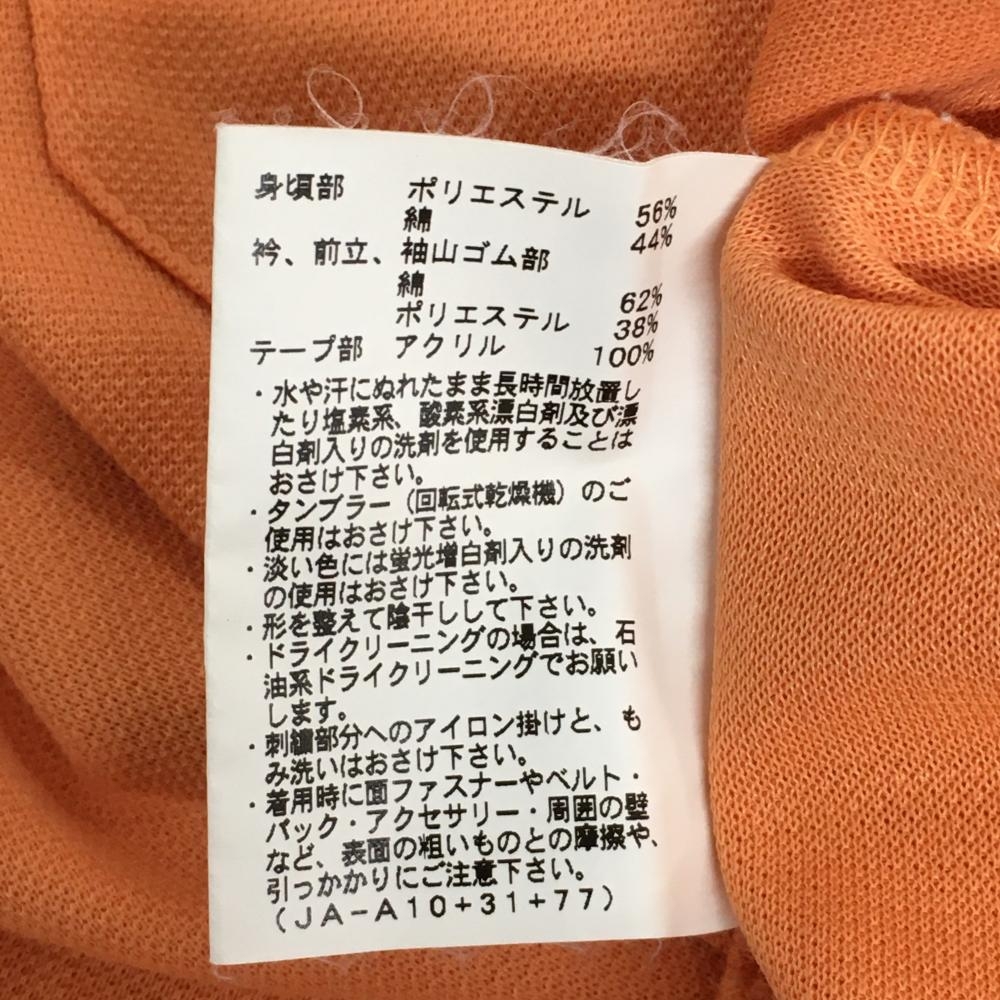 身頃部 ポリエステル 56%
綿 44%
衿、前立、袖山ゴム部
綿 62%
ポリエステル 38%
テープ部 アクリル 100%
・水や汗にぬれたまま長時間放置し
たり塩素系、酸素系漂白剤及び漂
白剤入りの洗剤を使用することは
おさけ下さい。
・タンブラー（回転式乾燥機）のご
使用はおさけ下さい。
・淡い色には蛍光増白剤入りの洗剤
の使用はおさけ下さい。
・形を整えて陰干しして下さい。
・ドライクリーニングの場合は、石
油系ドライクリーニングでお願い
します。
・刺繍部分へのアイロン掛けと、も
み洗いはおさけ下さい。
・着用時に面ファスナーやベルト・
バック・アクセサリー・周囲の壁
など、表面の粗いものとの摩擦や、
引っかかりにご注意下さい。
（ＪＡ－Ａ１０＋３１＋７７）